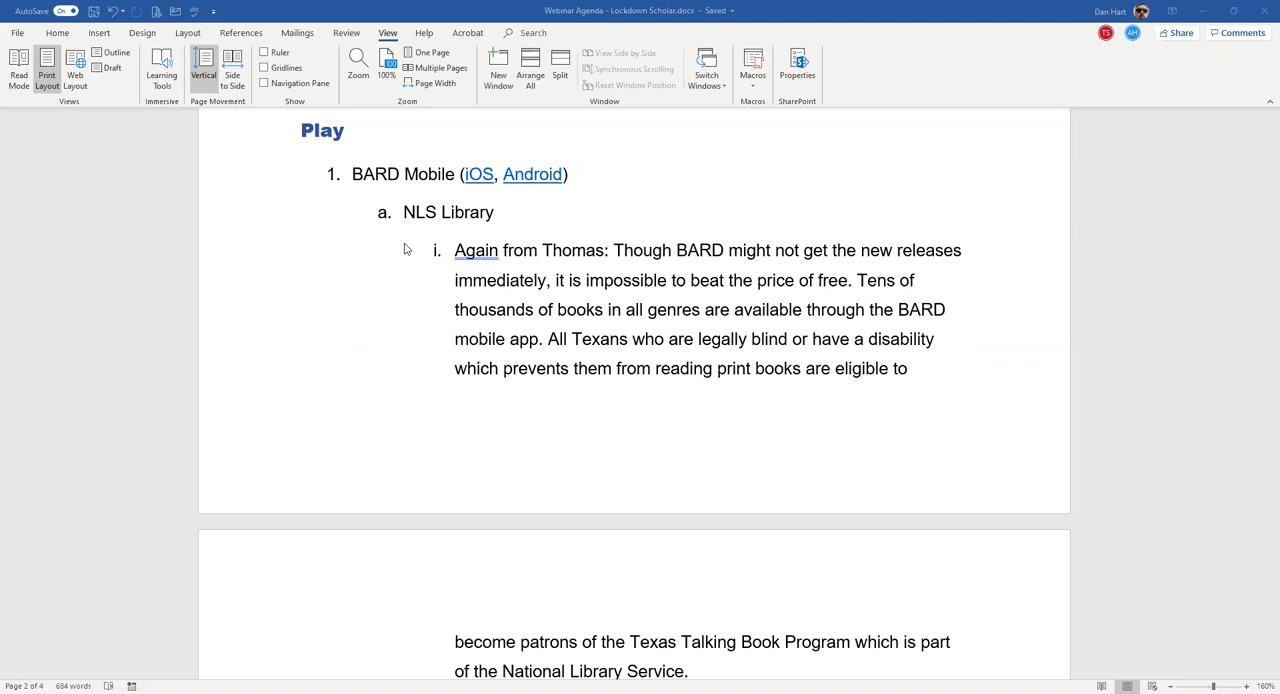 AutoSave On Webinar Agenda - Lockdown Scholar.docx - Saved Dan Hart
File Home Insert Design Layout References Mailings Review View Help Acrobat Search TS AH Share Comments
Read Mode Print Layout Web Layout Outline Draft Views
Learning Tools Immersive
Vertical Side to Side Page Movement
Ruler Gridlines Navigation Pane Show
Zoom 100 100% One Page Multiple Pages Page Width Zoom
New Window Arrange All Split View Side by Side Synchronous Scrolling Reset Window Position Switch Windows Window
Macros Macros
Properties SharePoint
Play
1. BARD Mobile (iOS, Android)
a. NLS Library
i. Again from Thomas: Though BARD might not get the new releases
immediately, it is impossible to beat the price of free. Tens of
thousands of books in all genres are available through the BARD
mobile app. All Texans who are legally blind or have a disability
which prevents them from reading print books are eligible to
become patrons of the Texas Talking Book Program which is part
of the National Library Service.
Page 2 of 4 684 words 160%